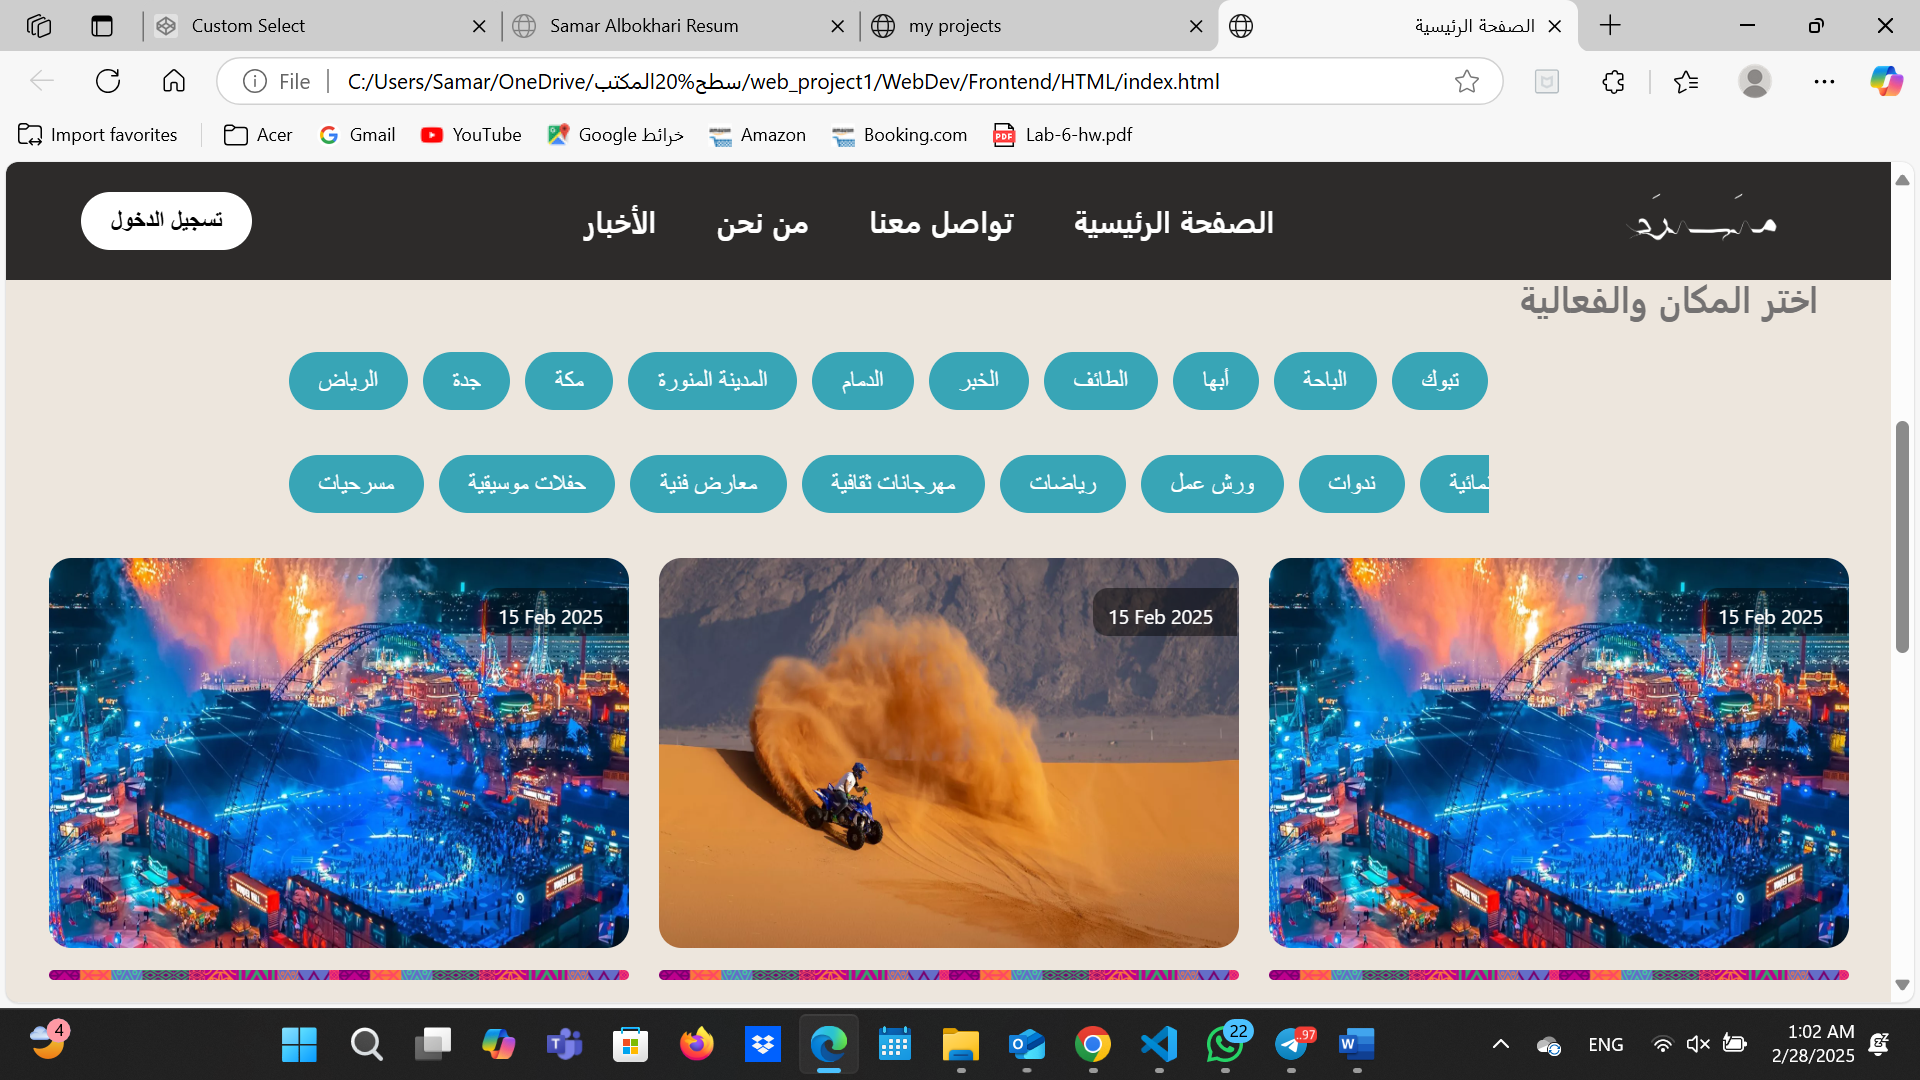 Custom Select
Samar Albokhari Resum
my projects
الصفحة الرئيسية
File
C:/Users/Samar/OneDrive/سطح%20المكتب/web_project1/WebDev/Frontend/HTML/index.html
Import favorites
Acer
Gmail
YouTube
Google خرائط
Amazon
Booking.com
PDF
Lab-6-hw.pdf
مسرد
الصفحة الرئيسية
تواصل معنا
من نحن
الأخبار
تسجيل الدخول
اختر المكان والفعالية
تبوك
الباحة
أبها
الطائف
الخبر
الدمام
المدينة المنورة
مكة
جدة
الرياض
ندوات
ورش عمل
رياضات
مهرجانات ثقافية
معارض فنية
حفلات موسيقية
مسرحيات
15 Feb 2025
15 Feb 2025
15 Feb 2025
4
22
97
ENG
1:02 AM
2/28/2025